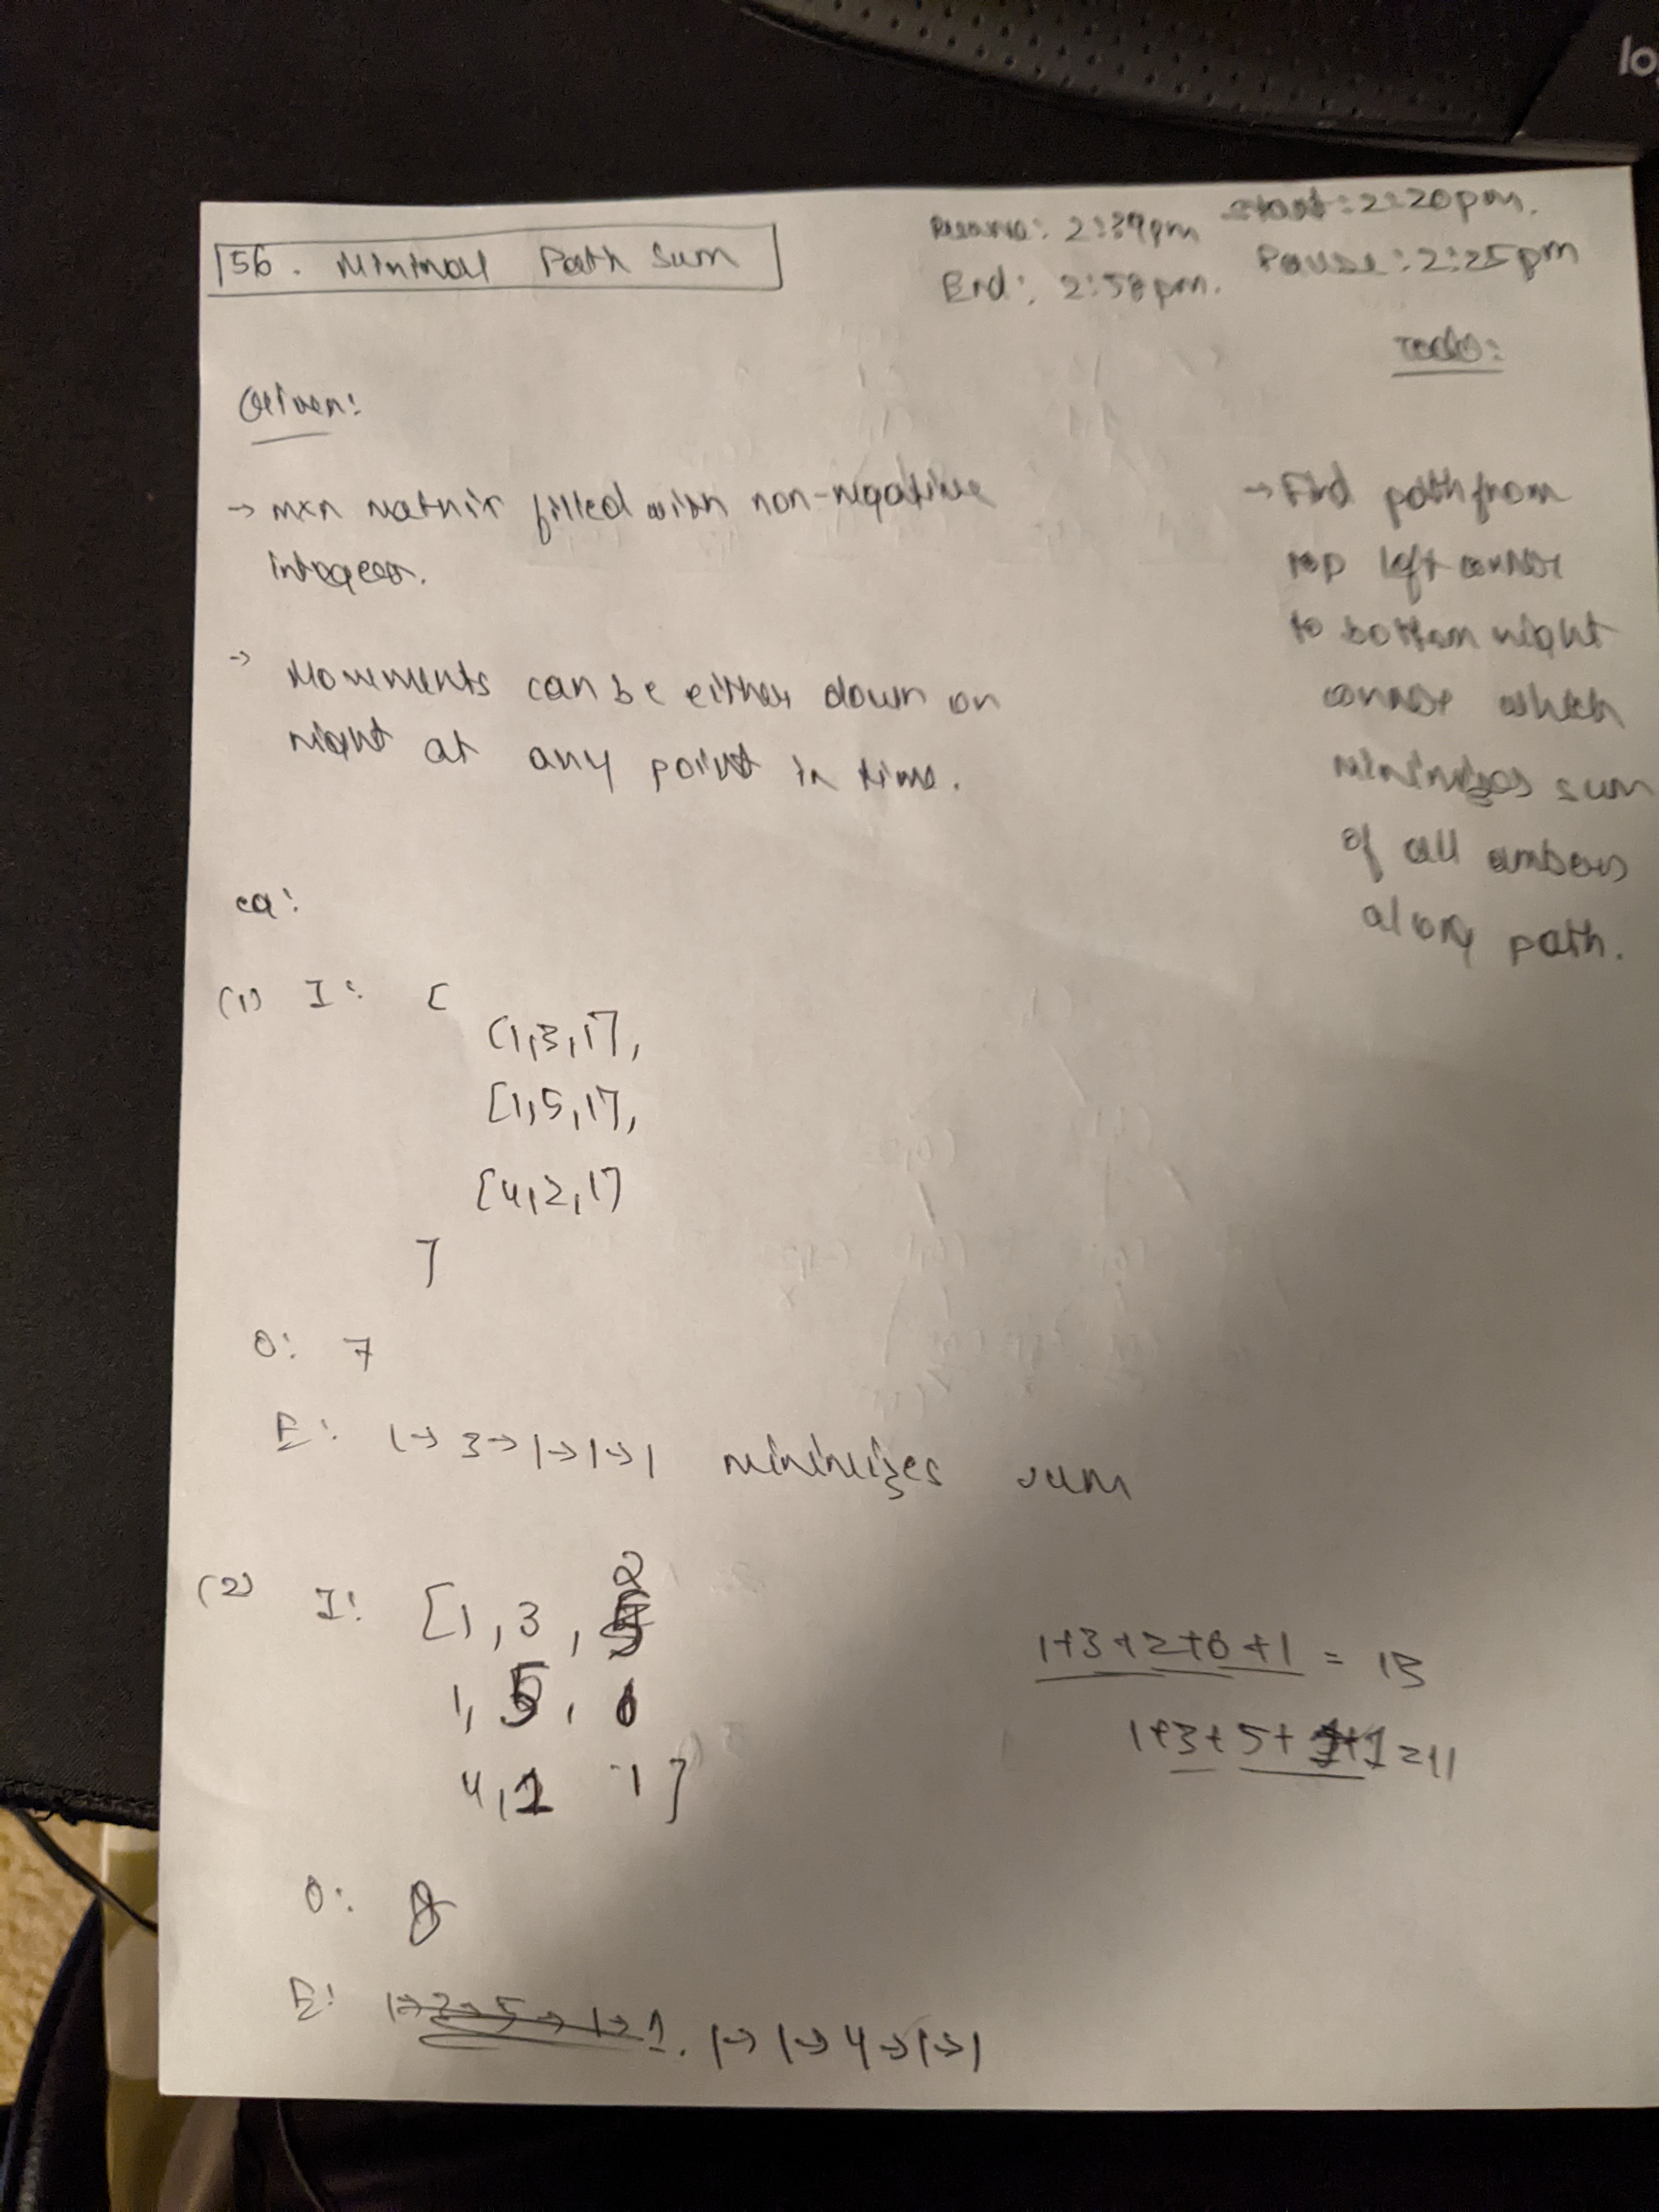 lo
156. Minimal Path Sum
Start: 2:20pm.
Pause: 2:25pm
Resume: 2:39pm
End: 2:58pm.
Given:
→ mxn matrix filled with non-negative
integers.
→ Movements can be either down or
right at any point in time.
Todo:
→ Find path from
top left corner
to bottom right
corner which
minimizes sum
of all
along path.
eg:
(1) I: [
[1,3,1],
[1,5,1],
[4,2,1]
]
O: 7
E: 1→3→1→1→1 minimizes sum
(2) I: [1, 3, 2
1, 5,
4,1 1]
1+3+2+6+1 = 13
1+3+5+1+1=11
O: 8
E: 1→3→5→1→1. 1→1→4→1→1